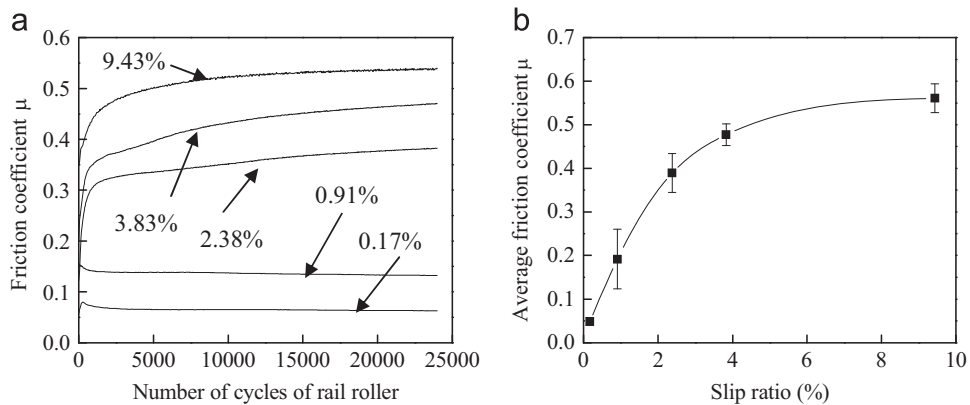 a
0.6
0.5
0.4
0.3
0.2
0.1
0.0
Friction coefficient μ
9.43%
3.83%
2.38%
0.91%
0.17%
0 5000 10000 15000 20000 25000
Number of cycles of rail roller
b
0.7
0.6
0.5
0.4
0.3
0.2
0.1
0.0
Average friction coefficient μ
0 2 4 6 8 10
Slip ratio (%)